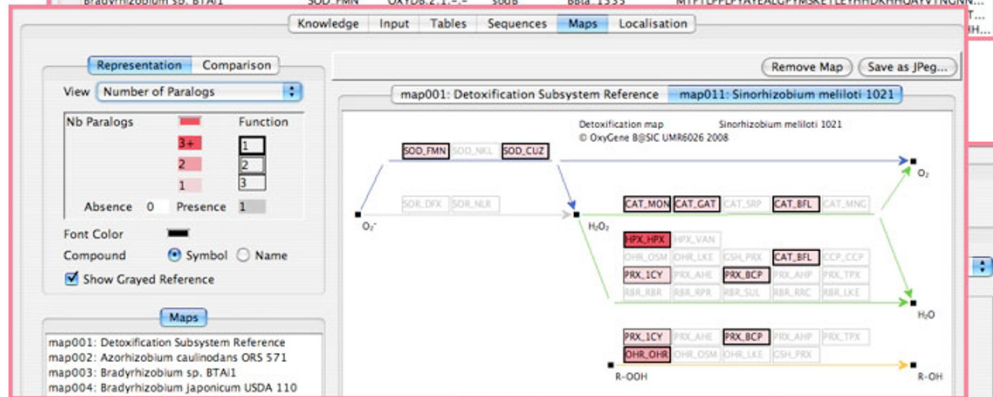 Bradyrhizobium sp. BTAi1 SOD_FMN
Knowledge Input Tables Sequences Maps Localisation
Representation Comparison
View Number of Paralogs
Nb Paralogs Function
3+ 1
2 2
1 3
Absence 0 Presence 1
Font Color
Compound Symbol Name
Show Grayed Reference
Maps
map001: Detoxification Subsystem Reference
map002: Azorhizobium caulinodans ORS 571
map003: Bradyrhizobium sp. BTAi1
map004: Bradyrhizobium japonicum USDA 110
Remove Map Save as JPeg...
map001: Detoxification Subsystem Reference map011: Sinorhizobium meliloti 1021
Detoxification map Sinorhizobium meliloti 1021
© OxyGene B@SIC UMR6026 2008
SOD_FMN SOD_NKL SOD_CUZ
O₂
SOR_DFX SOR_NLR
O₂⁻
H₂O₂
CAT_MON CAT_GAT CAT_SRP CAT_BFL CAT_MNG
HPX_HPX HPX_VAN
OHR_OSM OHR_LKE GSH_PRX CAT_BFL CCP_CCP
PRX_1CY PRX_AHE PRX_BCP PRX_AHP PRX_TPX
RBR_RBR RBR_RPR RBR_SUL RBR_RRC RBR_LKE
H₂O
PRX_1CY PRX_AHE PRX_BCP PRX_AHP PRX_TPX
OHR_OHR OHR_OSM OHR_LKE GSH_PRX
R-OOH R-OH